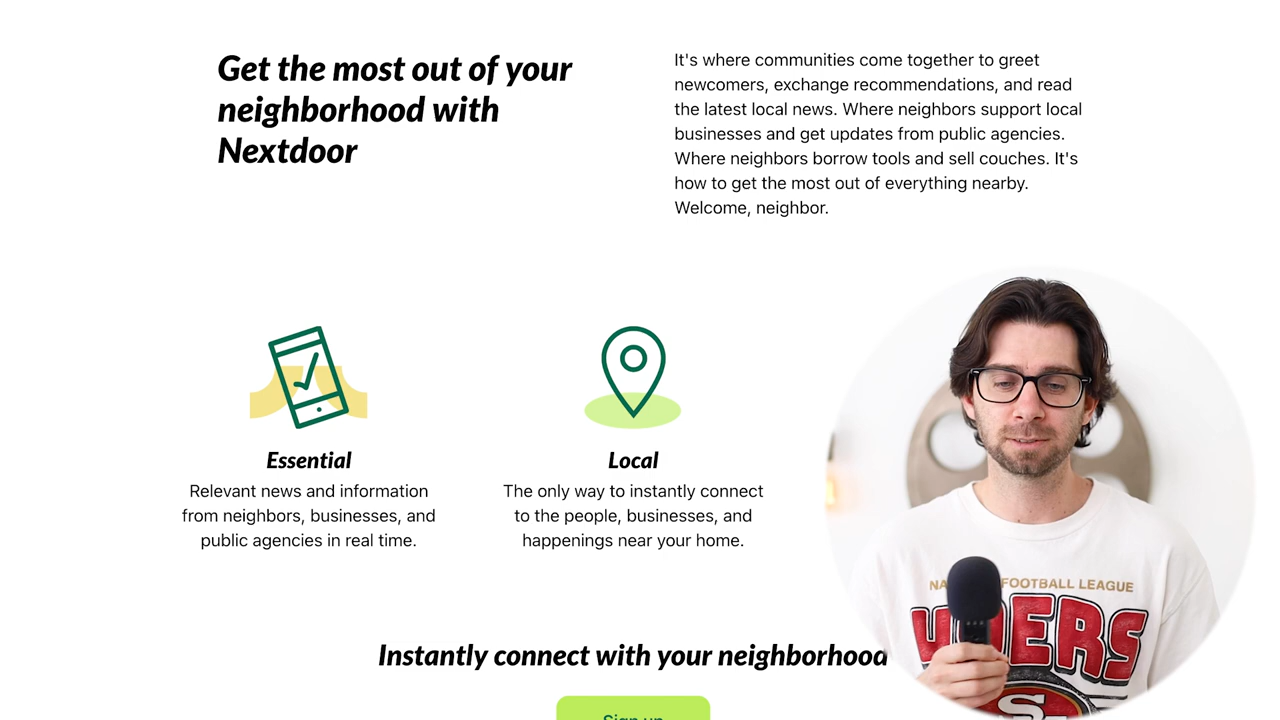 Get the most out of your
neighborhood with
Nextdoor
It's where communities come together to greet
newcomers, exchange recommendations, and read
the latest local news. Where neighbors support local
businesses and get updates from public agencies.
Where neighbors borrow tools and sell couches. It's
how to get the most out of everything nearby.
Welcome, neighbor.
Essential
Relevant news and information
from neighbors, businesses, and
public agencies in real time.
Local
The only way to instantly connect
to the people, businesses, and
happenings near your home.
Instantly connect with your neighborhood
Sign up
FOOTBALL LEAGUE